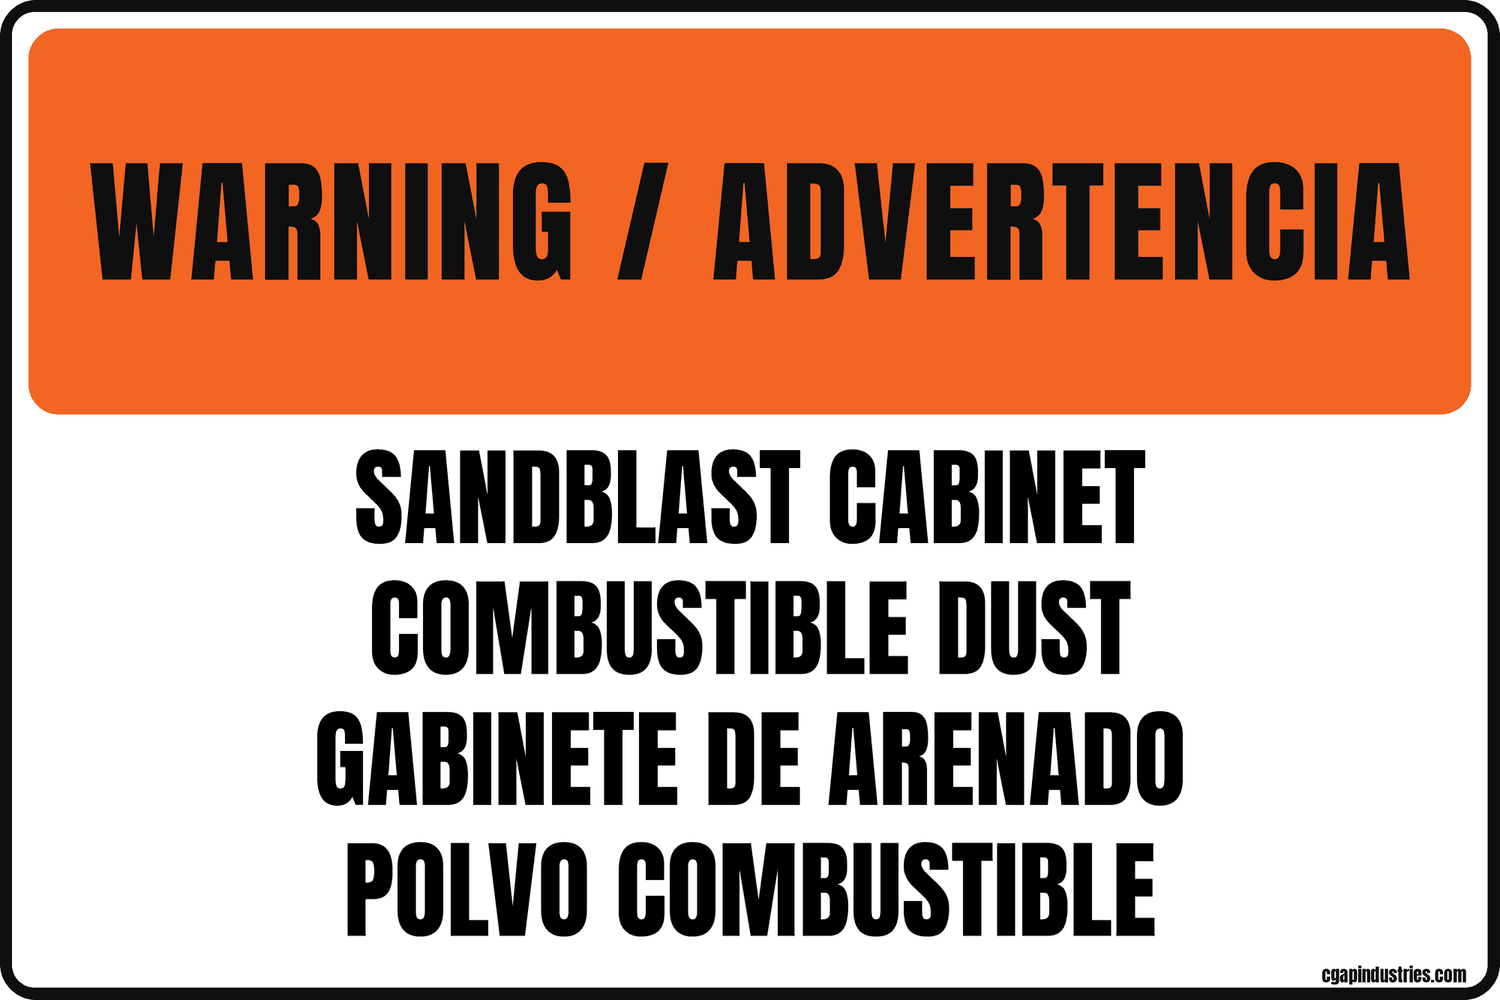 WARNING / ADVERTENCIA
SANDBLAST CABINET
COMBUSTIBLE DUST
GABINETE DE ARENADO
POLVO COMBUSTIBLE
cgapindustries.com